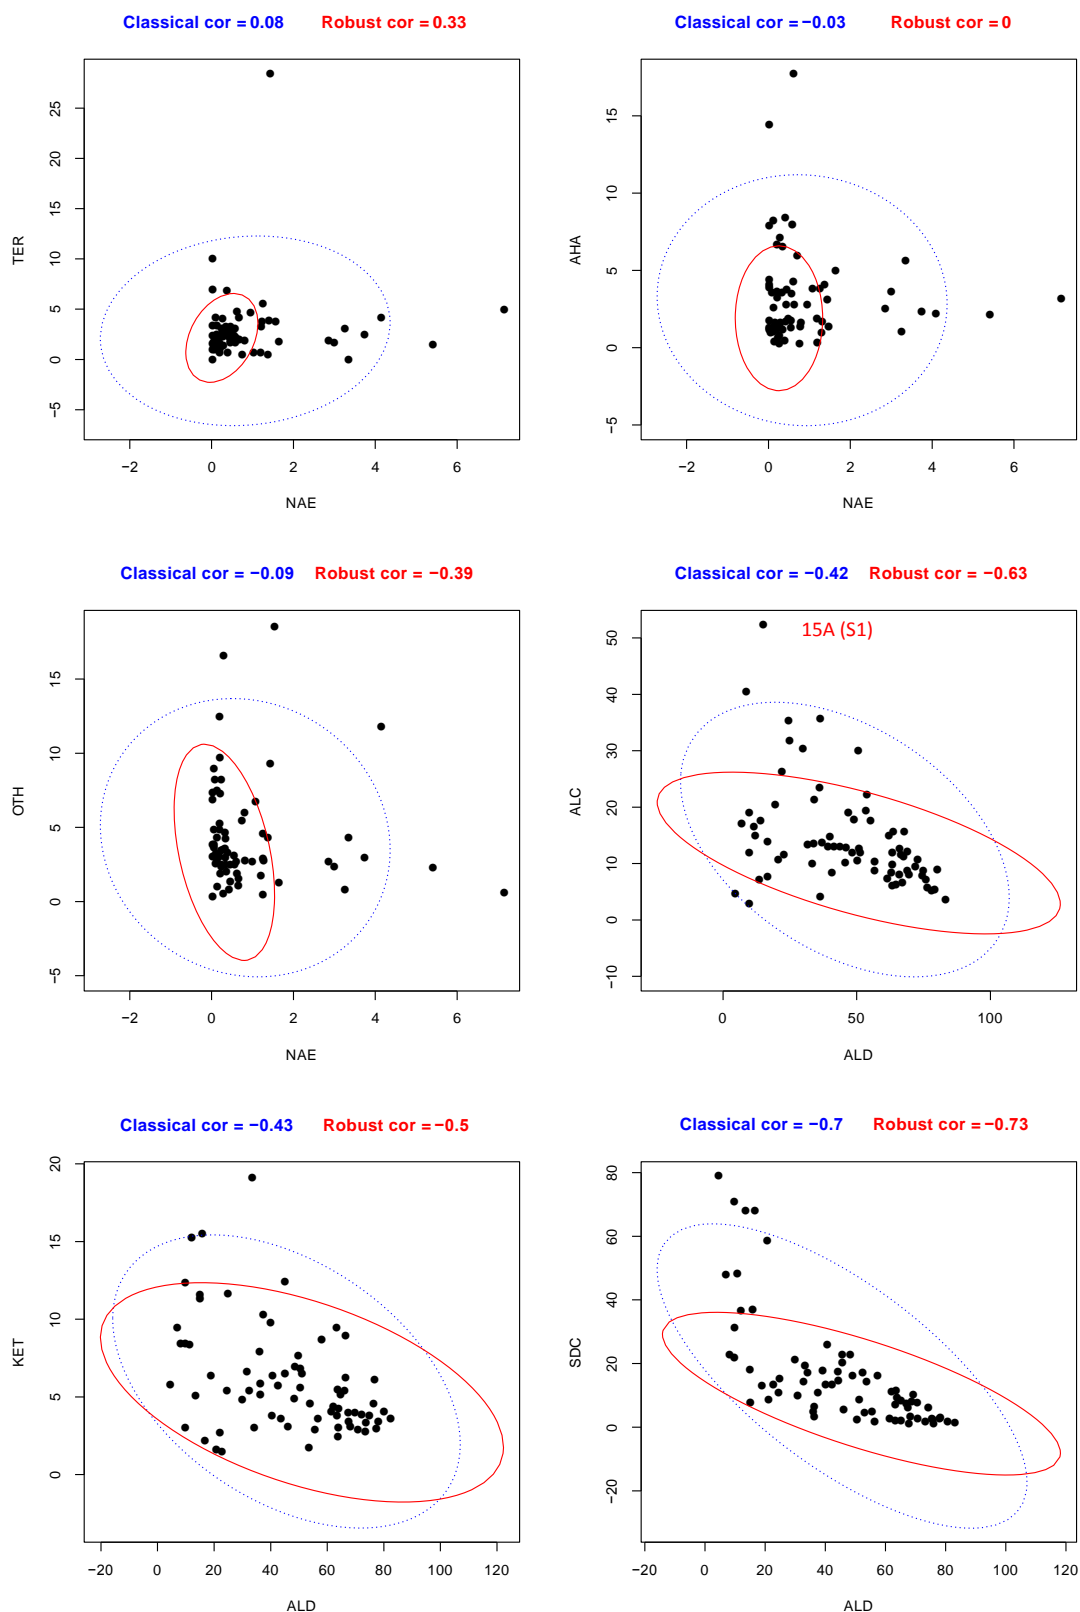 Classical cor = 0.08 Robust cor = 0.33
TER
25
20
15
10
5
0
−5
−2 0 2 4 6
NAE
Classical cor = −0.03 Robust cor = 0
AHA
15
10
5
0
−5
−2 0 2 4 6
NAE
Classical cor = −0.09 Robust cor = −0.39
OTH
15
10
5
0
−5
−2 0 2 4 6
NAE
Classical cor = −0.42 Robust cor = −0.63
15A (S1)
ALC
50
40
30
20
10
0
−10
0 50 100
ALD
Classical cor = −0.43 Robust cor = −0.5
KET
20
15
10
5
0
−20 0 20 40 60 80 100 120
ALD
Classical cor = −0.7 Robust cor = −0.73
SDC
80
60
40
20
0
−20
−20 0 20 40 60 80 100 120
ALD